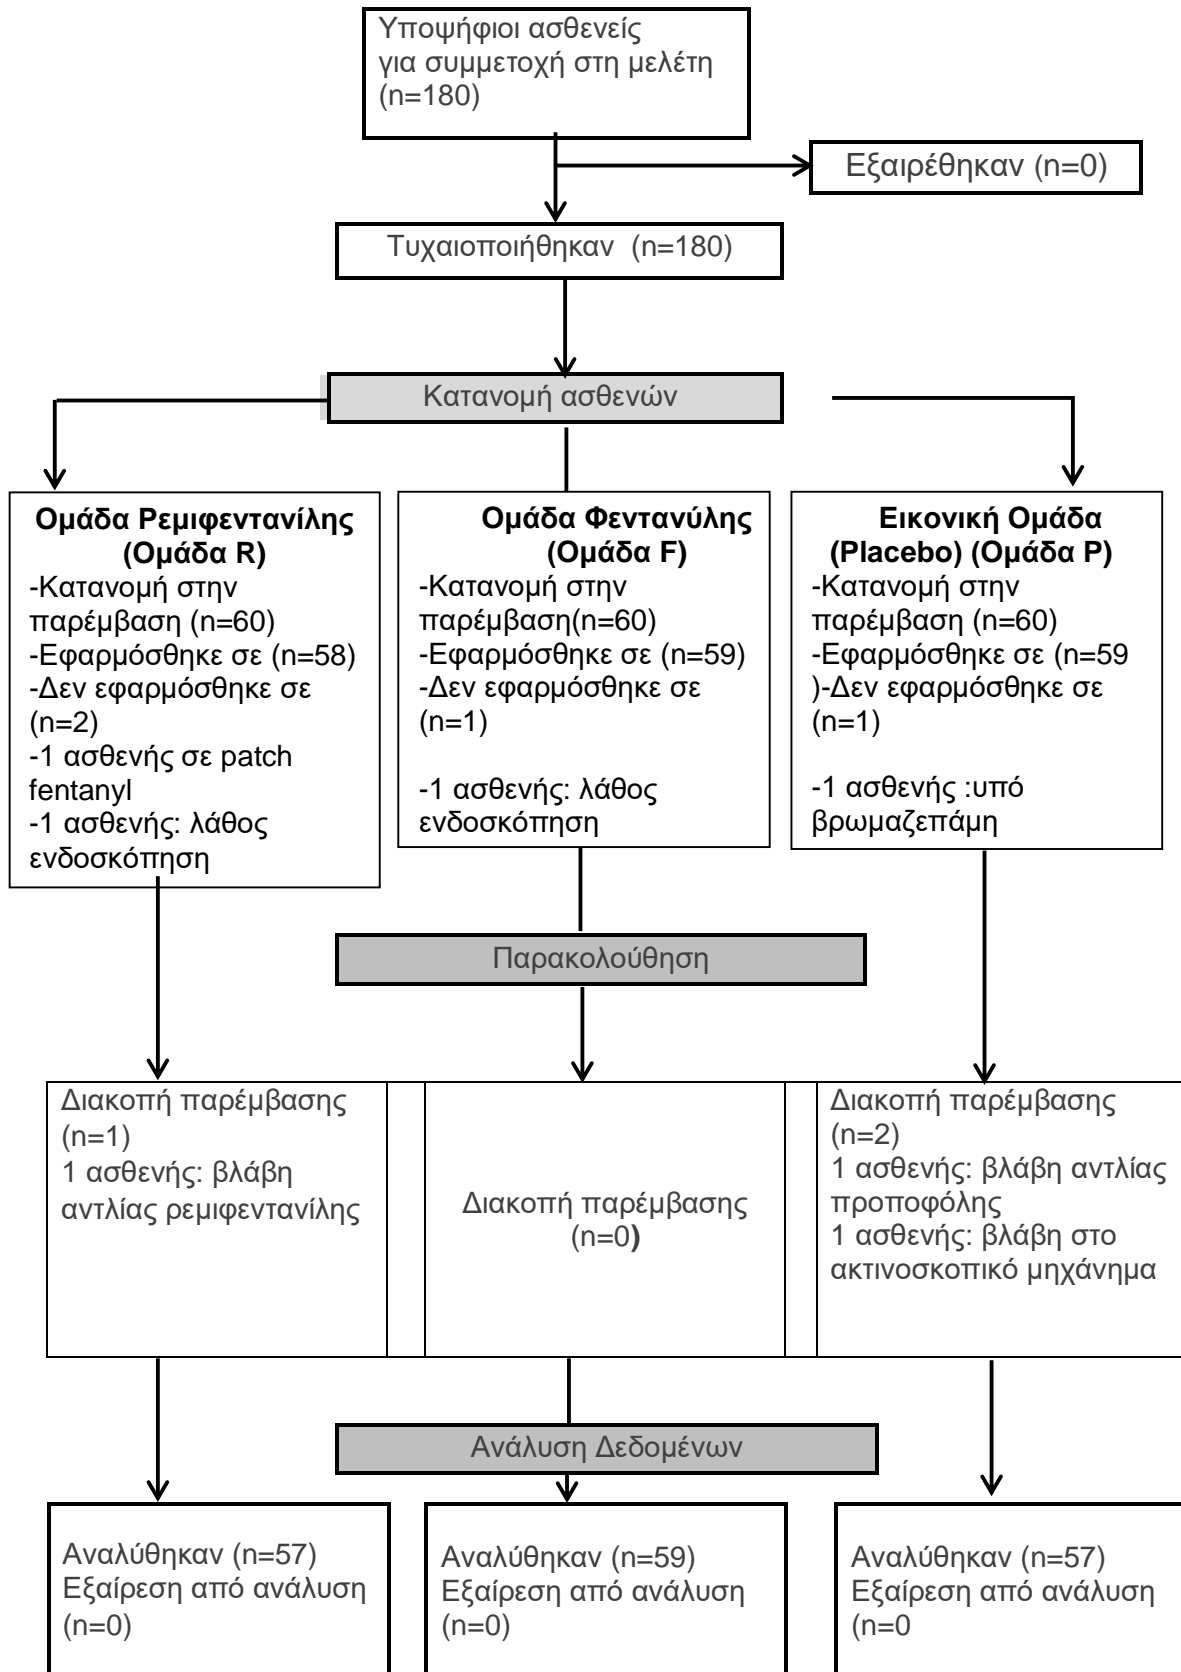 Υποψήφιοι ασθενείς
για συμμετοχή στη μελέτη
(n=180)
Εξαιρέθηκαν (n=0)
Τυχαιοποιήθηκαν (n=180)
Κατανομή ασθενών
Ομάδα Ρεμιφεντανίλης
(Ομάδα R)
-Κατανομή στην
παρέμβαση (n=60)
-Εφαρμόσθηκε σε (n=58)
-Δεν εφαρμόσθηκε σε
(n=2)
-1 ασθενής σε patch
fentanyl
-1 ασθενής: λάθος
ενδοσκόπηση
Ομάδα Φεντανύλης
(Ομάδα F)
-Κατανομή στην
παρέμβαση(n=60)
-Εφαρμόσθηκε σε (n=59)
-Δεν εφαρμόσθηκε σε
(n=1)
-1 ασθενής: λάθος
ενδοσκόπηση
Εικονική Ομάδα
(Placebo) (Ομάδα P)
-Κατανομή στην
παρέμβαση (n=60)
-Εφαρμόσθηκε σε (n=59
)-Δεν εφαρμόσθηκε σε
(n=1)
-1 ασθενής :υπό
βρωμαζεπάμη
Παρακολούθηση
Διακοπή παρέμβασης
(n=1)
1 ασθενής: βλάβη
αντλίας ρεμιφεντανίλης
Διακοπή παρέμβασης
(n=0)
Διακοπή παρέμβασης
(n=2)
1 ασθενής: βλάβη αντλίας
προποφόλης
1 ασθενής: βλάβη στο
ακτινοσκοπικό μηχάνημα
Ανάλυση Δεδομένων
Αναλύθηκαν (n=57)
Εξαίρεση από ανάλυση
(n=0)
Αναλύθηκαν (n=59)
Εξαίρεση από ανάλυση
(n=0)
Αναλύθηκαν (n=57)
Εξαίρεση από ανάλυση
(n=0